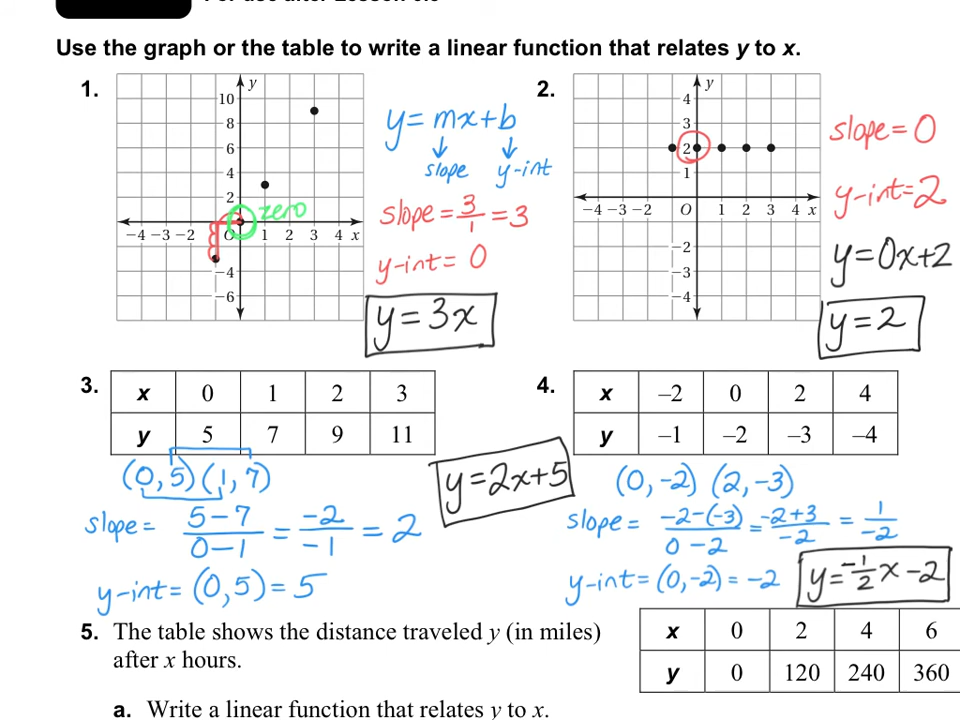 Use the graph or the table to write a linear function that relates y to x.
1.
y
10
8
6
4
2
−4 −3 −2 O 1 2 3 4 x
−4
−6
zero
y = mx + b
slope y-int
slope = 3/1 = 3
y-int = 0
y = 3x
2.
y
4
3
2
1
−4 −3 −2 O 1 2 3 4 x
−2
−3
−4
slope = 0
y-int = 2
y = 0x + 2
y = 2
3.
x 0 1 2 3
y 5 7 9 11
(0, 5) (1, 7)
slope = 5 − 7 / 0 − 1 = −2 / −1 = 2
y-int = (0, 5) = 5
y = 2x + 5
4.
x −2 0 2 4
y −1 −2 −3 −4
(0, −2) (2, −3)
slope = −2 − (−3) / 0 − 2 = −2 + 3 / −2 = 1 / −2
y-int = (0, −2) = −2
y = −1/2 x − 2
5. The table shows the distance traveled y (in miles)
after x hours.
x 0 2 4 6
y 0 120 240 360
a. Write a linear function that relates y to x.